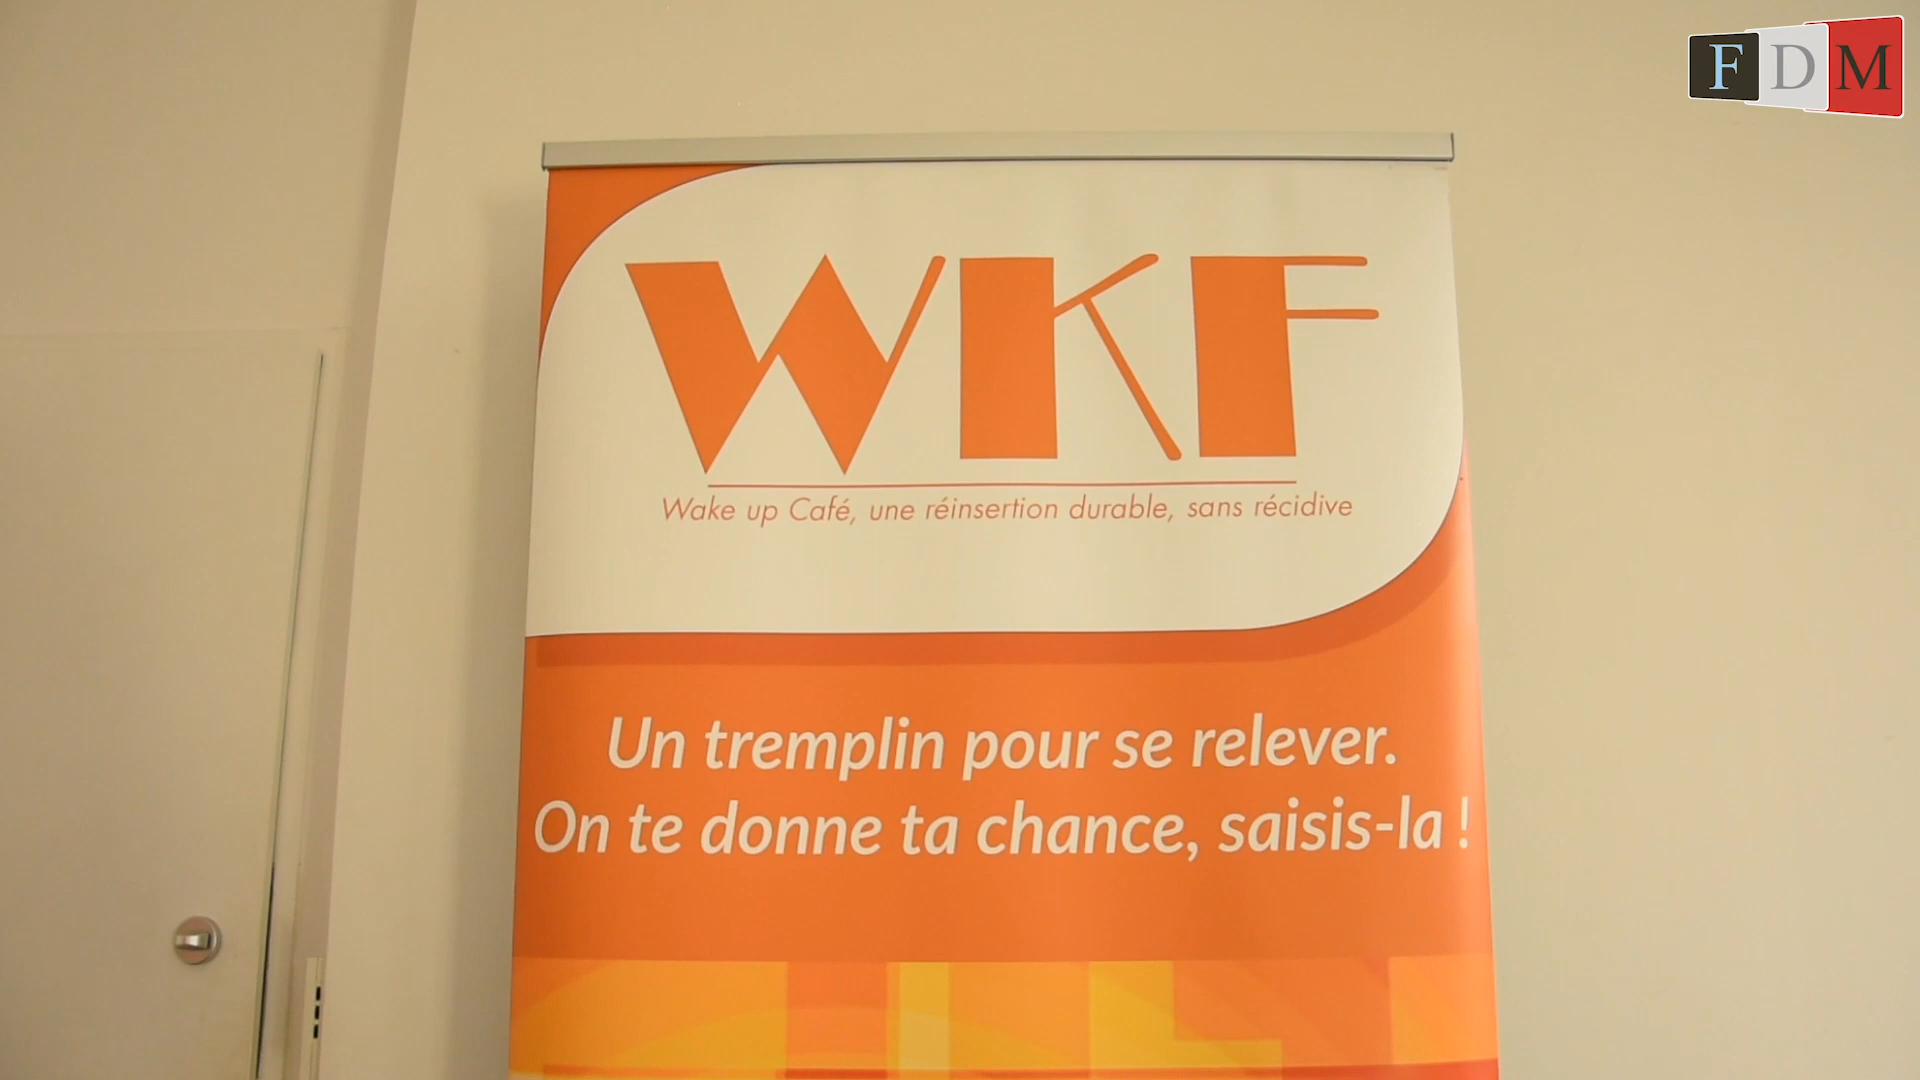 FDM
WKF
Wake up Café, une réinsertion durable, sans récidive
Un tremplin pour se relever.
On te donne ta chance, saisis-la !